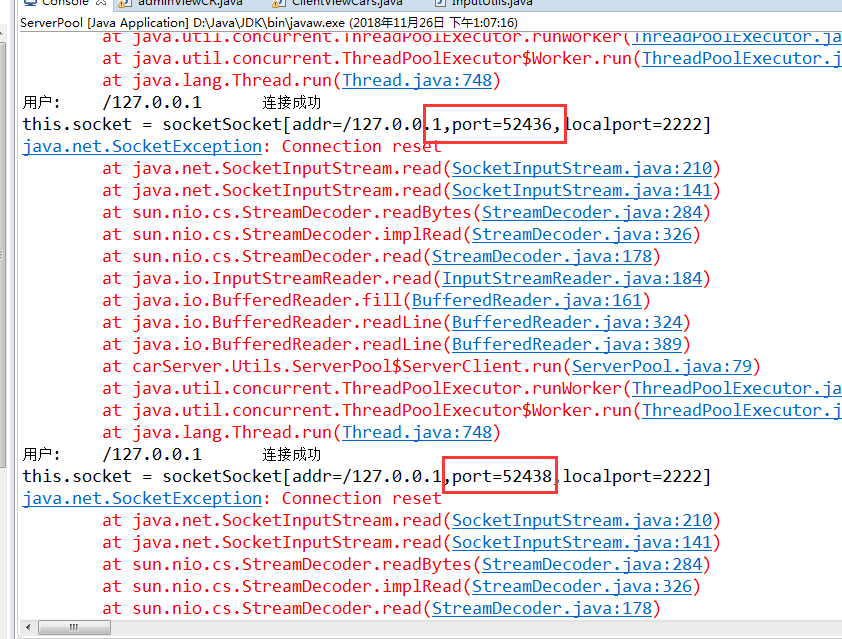 Console adminViewCR.java ClientViewCars.java InputUtils.java
ServerPool [Java Application] D:\Java\JDK\bin\javaw.exe (2018年11月26日 下午1:07:16)
at java.util.concurrent.ThreadPoolExecutor.runWorker(ThreadPoolExecutor.ja
at java.util.concurrent.ThreadPoolExecutor$Worker.run(ThreadPoolExecutor.j
at java.lang.Thread.run(Thread.java:748)
用户: /127.0.0.1 连接成功
this.socket = socketSocket[addr=/127.0.0.1,port=52436,localport=2222]
java.net.SocketException: Connection reset
at java.net.SocketInputStream.read(SocketInputStream.java:210)
at java.net.SocketInputStream.read(SocketInputStream.java:141)
at sun.nio.cs.StreamDecoder.readBytes(StreamDecoder.java:284)
at sun.nio.cs.StreamDecoder.implRead(StreamDecoder.java:326)
at sun.nio.cs.StreamDecoder.read(StreamDecoder.java:178)
at java.io.InputStreamReader.read(InputStreamReader.java:184)
at java.io.BufferedReader.fill(BufferedReader.java:161)
at java.io.BufferedReader.readLine(BufferedReader.java:324)
at java.io.BufferedReader.readLine(BufferedReader.java:389)
at carServer.Utils.ServerPool$ServerClient.run(ServerPool.java:79)
at java.util.concurrent.ThreadPoolExecutor.runWorker(ThreadPoolExecutor.ja
at java.util.concurrent.ThreadPoolExecutor$Worker.run(ThreadPoolExecutor.j
at java.lang.Thread.run(Thread.java:748)
用户: /127.0.0.1 连接成功
this.socket = socketSocket[addr=/127.0.0.1,port=52438,localport=2222]
java.net.SocketException: Connection reset
at java.net.SocketInputStream.read(SocketInputStream.java:210)
at java.net.SocketInputStream.read(SocketInputStream.java:141)
at sun.nio.cs.StreamDecoder.readBytes(StreamDecoder.java:284)
at sun.nio.cs.StreamDecoder.implRead(StreamDecoder.java:326)
at sun.nio.cs.StreamDecoder.read(StreamDecoder.java:178)